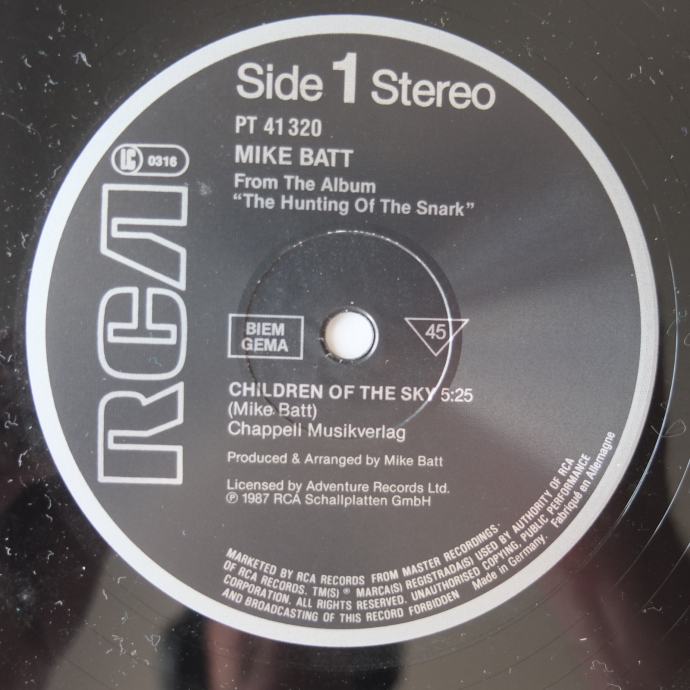 Side 1 Stereo
PT 41 320
MIKE BATT
From The Album
“The Hunting Of The Snark”
LC 0316
RCA
BIEM
GEMA
45
CHILDREN OF THE SKY 5:25
(Mike Batt)
Chappell Musikverlag
Produced & Arranged by Mike Batt
Licensed by Adventure Records Ltd.
℗ 1987 RCA Schallplatten GmbH
MARKETED BY RCA RECORDS FROM MASTER RECORDINGS
OF RCA RECORDS. TM(S) ® MARCA(S) REGISTRADA(S) USED BY AUTHORITY OF RCA
CORPORATION. ALL RIGHTS RESERVED. UNAUTHORISED COPYING, PUBLIC PERFORMANCE
AND BROADCASTING OF THIS RECORD FORBIDDEN Made in Germany. Fabriqué en Allemagne